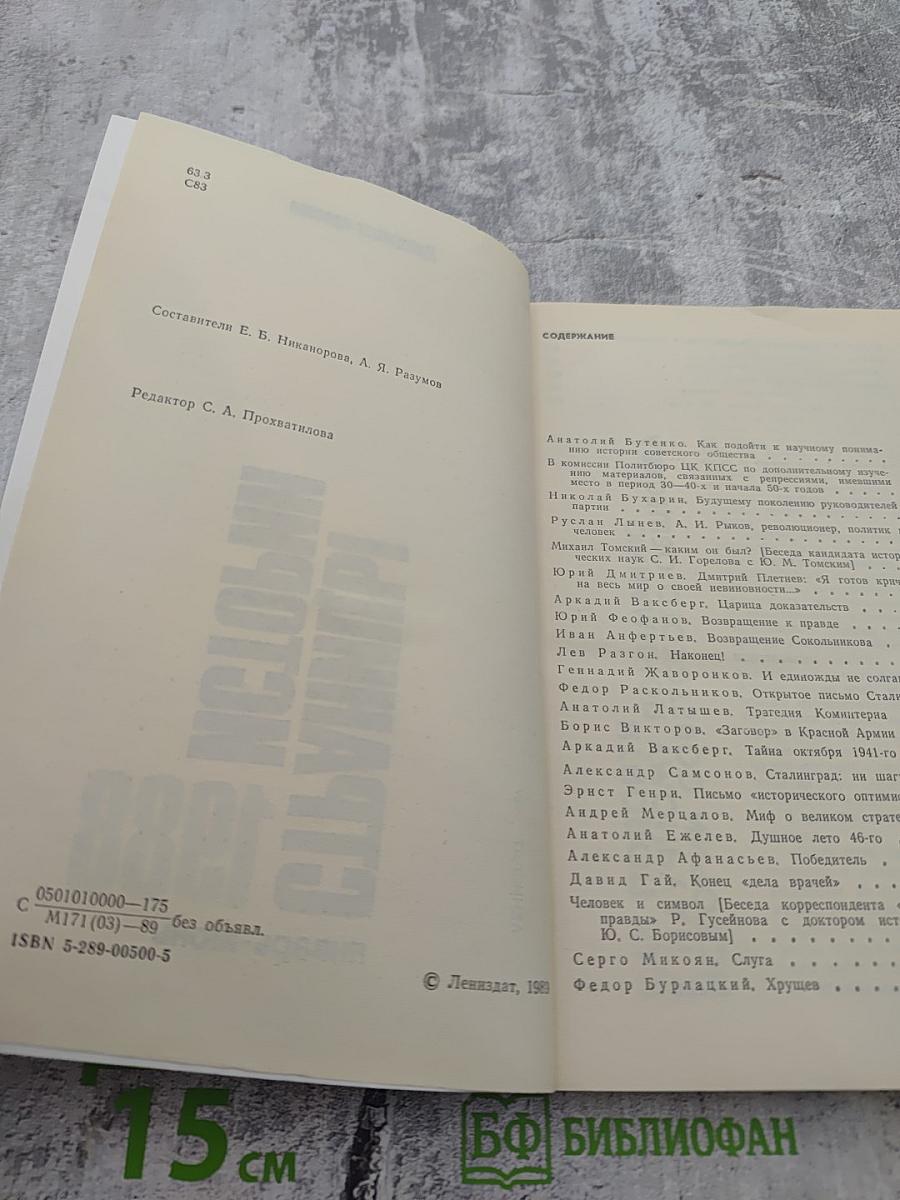 63.3
С83
Составители Е. Б. Никанорова, А. Я. Разумов
Редактор С. А. Прохватилова
С 0501010000—175
М171(03)—89 без объявл.
ISBN 5-289-00500-5
© Лениздат, 1989
СОДЕРЖАНИЕ
Анатолий Бутенко. Как подойти к научному понима-
нию истории советского общества . . . . . . . .
В комиссии Политбюро ЦК КПСС по дополнительному изуче-
нию материалов, связанных с репрессиями, имевшими
место в период 30—40-х и начала 50-х годов . . . . .
Николай Бухарин. Будущему поколению руководителей
партии . . . . . . . . . . . . . . . . .
Руслан Лынев. А. И. Рыков, революционер, политик
человек . . . . . . . . . . . . . . . .
Михаил Томский — каким он был? [Беседа кандидата истор
ческих наук С. И. Горелова с Ю. М. Томским] . . .
Юрий Дмитриев. Дмитрий Плетнев: «Я готов крич
на весь мир о своей невиновности...» . . . . . . .
Аркадий Ваксберг. Царица доказательств . . .
Юрий Феофанов. Возвращение к правде . . . .
Иван Анфертьев. Возвращение Сокольникова .
Лев Разгон. Наконец! . . . . . . . . . .
Геннадий Жаворонков. И единожды не солга
Федор Раскольников. Открытое письмо Стали
Анатолий Латышев. Трагедия Коминтерна
Борис Викторов. «Заговор» в Красной Армии
Аркадий Ваксберг. Тайна октября 1941-го
Александр Самсонов. Сталинград: ни шаг
Эрнст Генри. Письмо «исторического оптими
Андрей Мерцалов. Миф о великом страте
Анатолий Ежелев. Душное лето 46-го .
Александр Афанасьев. Победитель .
Давид Гай. Конец «дела врачей» . . . .
Человек и символ [Беседа корреспондента «
правды» Р. Гусейнова с доктором ист
Ю. С. Борисовым] . . . . . . . . .
Серго Микоян. Слуга . . . . . .
Федор Бурлацкий. Хрущев . . . . .
15 см
БФ БИБЛИОФАН